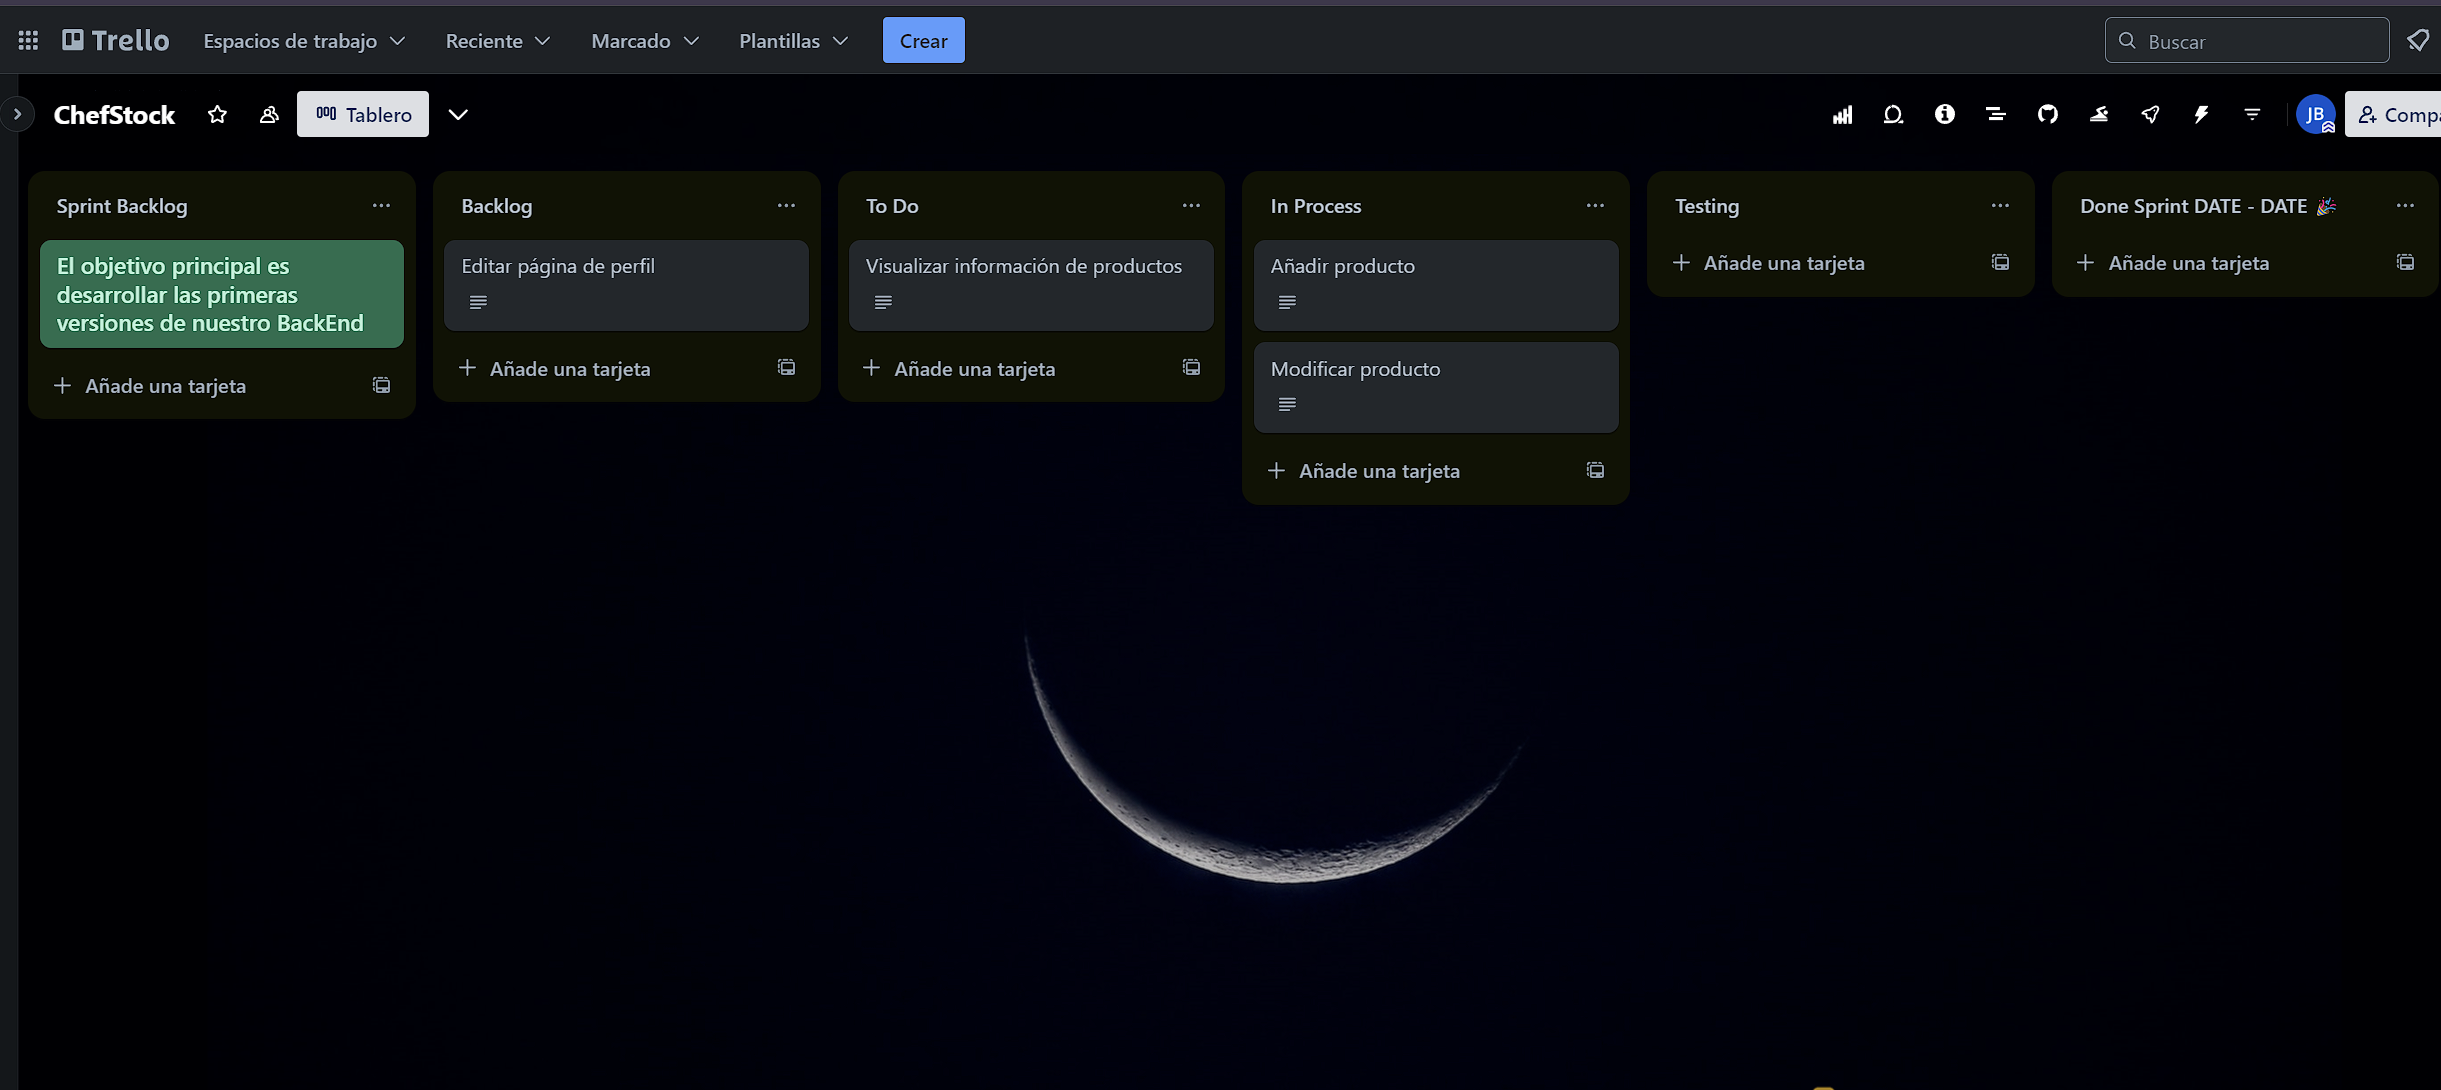 Trello
Espacios de trabajo
Reciente
Marcado
Plantillas
Crear
Buscar
ChefStock
Tablero
JB
Compa
Sprint Backlog
El objetivo principal es
desarrollar las primeras
versiones de nuestro BackEnd
Añade una tarjeta
Backlog
Editar página de perfil
Añade una tarjeta
To Do
Visualizar información de productos
Añade una tarjeta
In Process
Añadir producto
Modificar producto
Añade una tarjeta
Testing
Añade una tarjeta
Done Sprint DATE - DATE 🎉
Añade una tarjeta